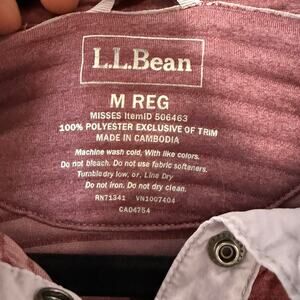 L.L.Bean
M REG
MISSES ItemID 506463
100% POLYESTER EXCLUSIVE OF TRIM
MADE IN CAMBODIA
Machine wash cold, With like colors.
Do not bleach. Do not use fabric softeners.
Tumble dry low, or, Line Dry
Do not iron. Do not dry clean.
RN71341 VN1007404
CA04754